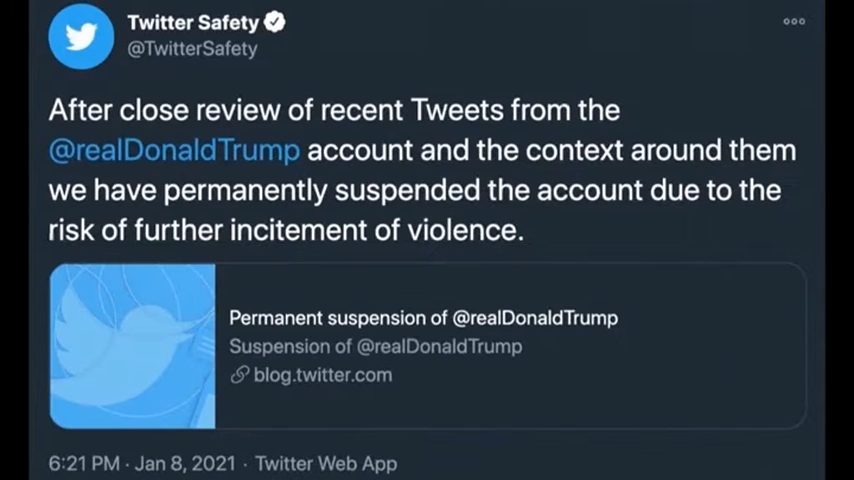 Twitter Safety
@TwitterSafety
After close review of recent Tweets from the
@realDonaldTrump account and the context around them
we have permanently suspended the account due to the
risk of further incitement of violence.
Permanent suspension of @realDonaldTrump
Suspension of @realDonaldTrump
blog.twitter.com
6:21 PM · Jan 8, 2021 · Twitter Web App